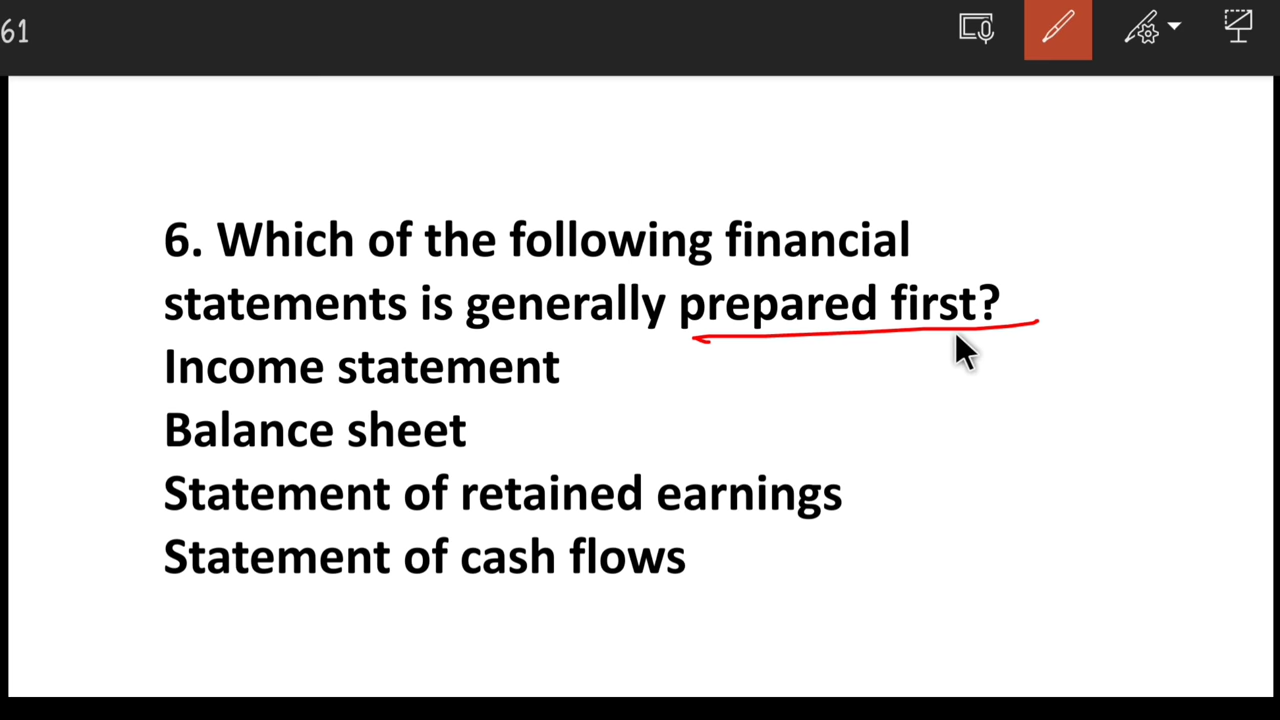 61
6. Which of the following financial
statements is generally prepared first?
Income statement
Balance sheet
Statement of retained earnings
Statement of cash flows